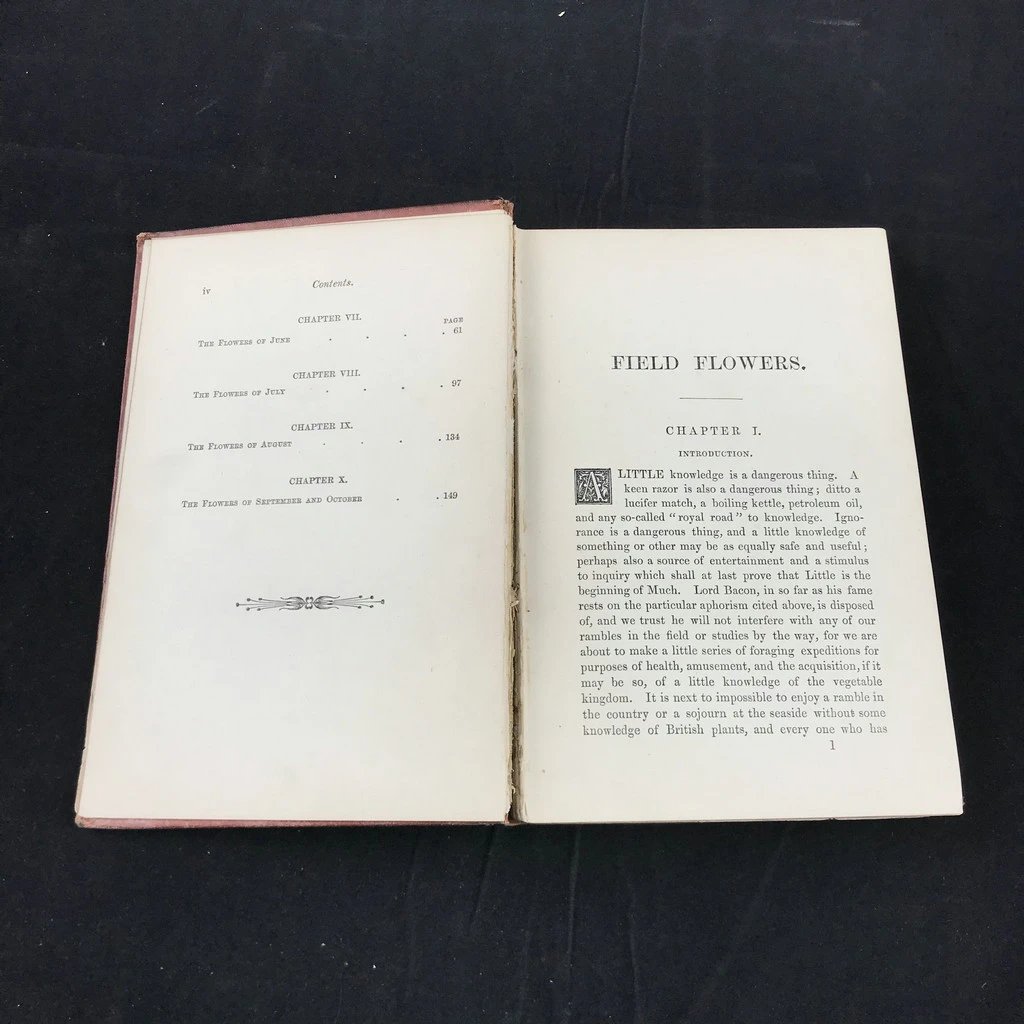 iv Contents.
CHAPTER VII.
PAGE
The Flowers of June . . . . 61
CHAPTER VIII.
The Flowers of July . . . . 97
CHAPTER IX.
The Flowers of August . . . . 134
CHAPTER X.
The Flowers of September and October . . 149
FIELD FLOWERS.
CHAPTER I.
INTRODUCTION.
A LITTLE knowledge is a dangerous thing. A
keen razor is also a dangerous thing; ditto a
lucifer match, a boiling kettle, petroleum oil,
and any so-called "royal road" to knowledge. Igno-
rance is a dangerous thing, and a little knowledge of
something or other may be as equally safe and useful;
perhaps also a source of entertainment and a stimulus
to inquiry which shall at last prove that Little is the
beginning of Much. Lord Bacon, in so far as his fame
rests on the particular aphorism cited above, is disposed
of, and we trust he will not interfere with any of our
rambles in the field or studies by the way, for we are
about to make a little series of foraging expeditions for
purposes of health, amusement, and the acquisition, if it
may be so, of a little knowledge of the vegetable
kingdom. It is next to impossible to enjoy a ramble in
the country or a sojourn at the seaside without some
knowledge of British plants, and every one who has
1